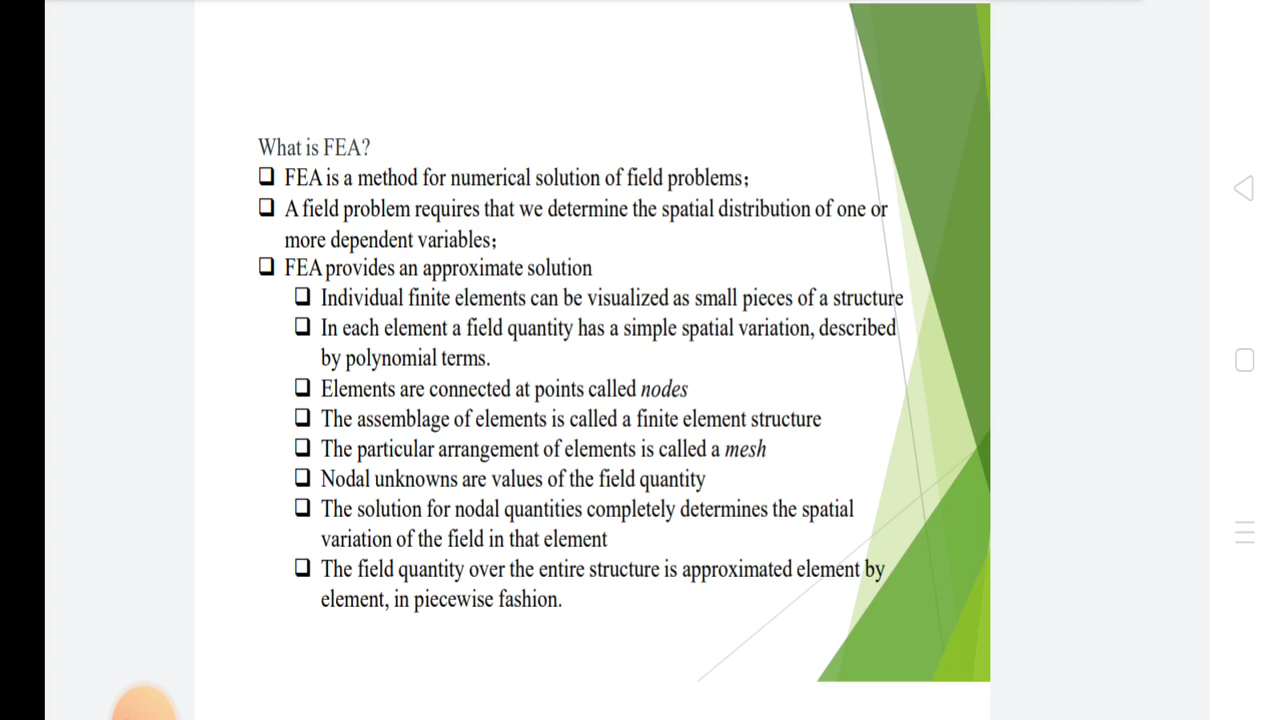 What is FEA?
❑ FEA is a method for numerical solution of field problems;
❑ A field problem requires that we determine the spatial distribution of one or
more dependent variables;
❑ FEA provides an approximate solution
❑ Individual finite elements can be visualized as small pieces of a structure
❑ In each element a field quantity has a simple spatial variation, described
by polynomial terms.
❑ Elements are connected at points called nodes
❑ The assemblage of elements is called a finite element structure
❑ The particular arrangement of elements is called a mesh
❑ Nodal unknowns are values of the field quantity
❑ The solution for nodal quantities completely determines the spatial
variation of the field in that element
❑ The field quantity over the entire structure is approximated element by
element, in piecewise fashion.